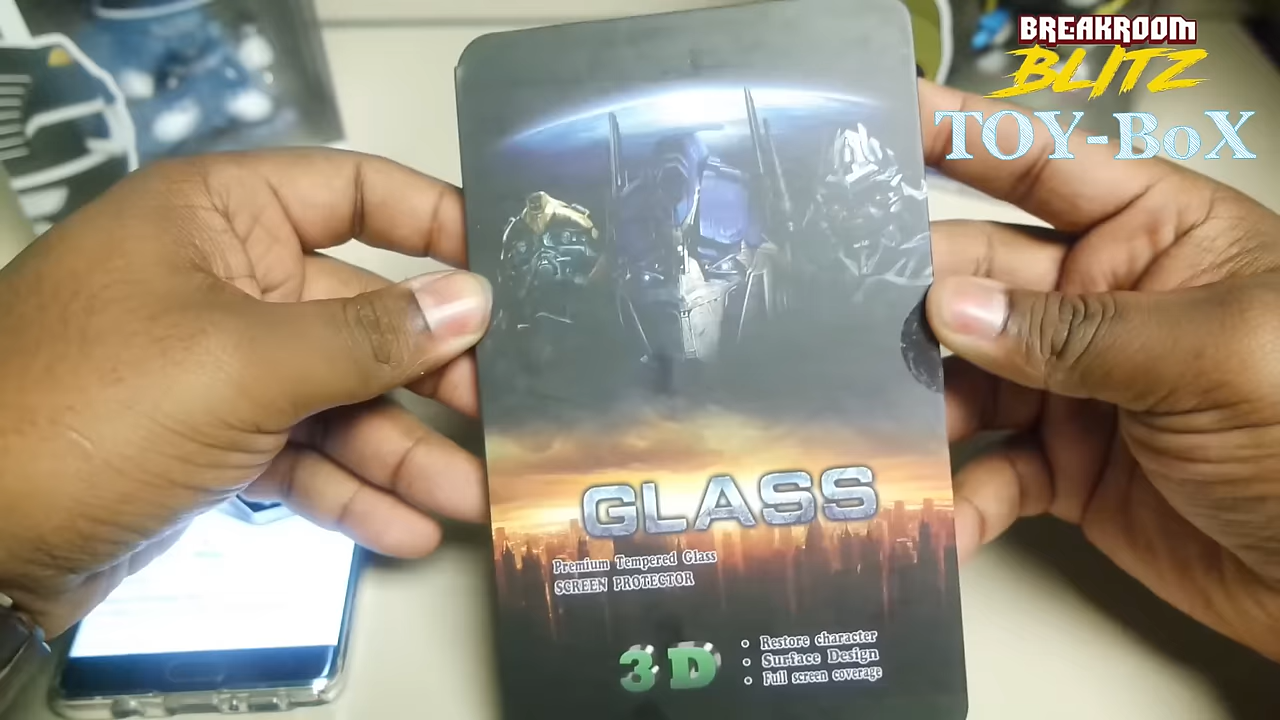 BREAKROOM
BLITZ
TOY-BoX
GLASS
Premium Tempered Glass
SCREEN PROTECTOR
3D
• Restore character
• Surface Design
• Full screen coverage